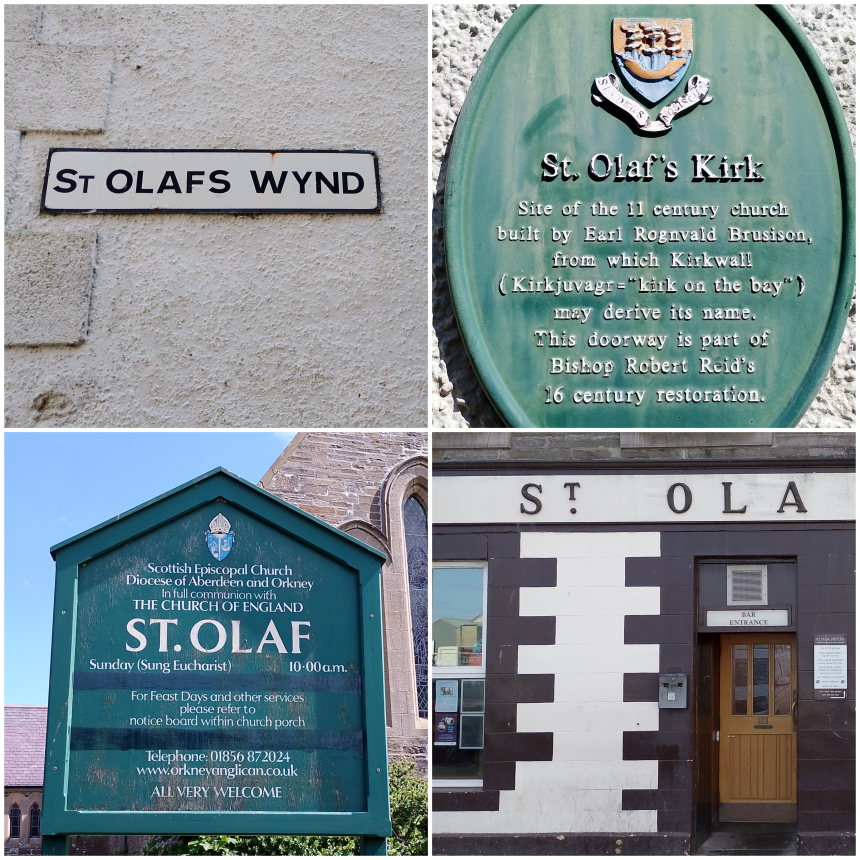 ST OLAFS WYND
St. Olaf's Kirk
Site of the 11 century church
built by Earl Rognvald Brusison,
from which Kirkwall
(Kirkjuvagr="kirk on the bay")
may derive its name.
This doorway is part of
Bishop Robert Reid's
16 century restoration.
Scottish Episcopal Church
Diocese of Aberdeen and Orkney
In full communion with
THE CHURCH OF ENGLAND
ST. OLAF
Sunday (Sung Eucharist) 10·00 a.m.
For Feast Days and other services
please refer to
notice board within church porch
Telephone: 01856 872024
www.orkneyanglican.co.uk
ALL VERY WELCOME
ST. OLA
BAR
ENTRANCE